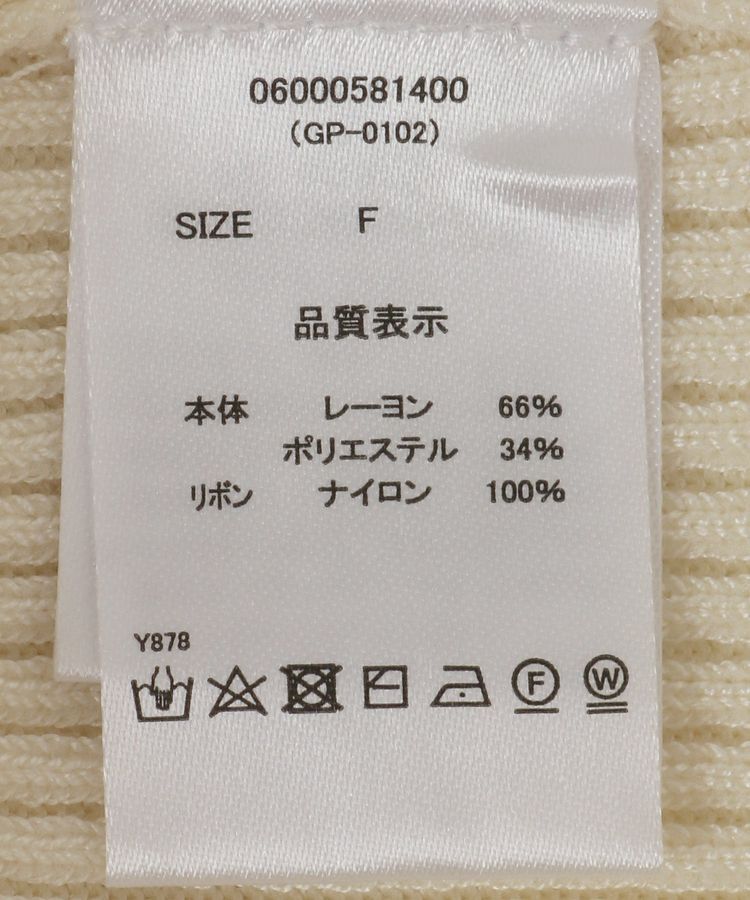 06000581400
(GP-0102)
SIZE F
品質表示
本体 レーヨン 66%
ポリエステル 34%
リボン ナイロン 100%
Y878
F W